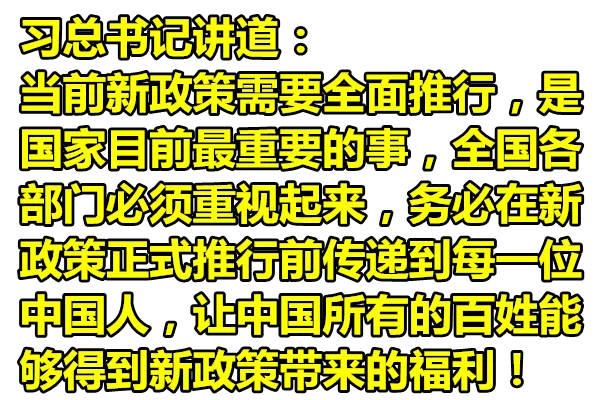 习总书记讲道：
当前新政策需要全面推行，是
国家目前最重要的事，全国各
部门必须重视起来，务必在新
政策正式推行前传递到每一位
中国人，让中国所有的百姓能
够得到新政策带来的福利！